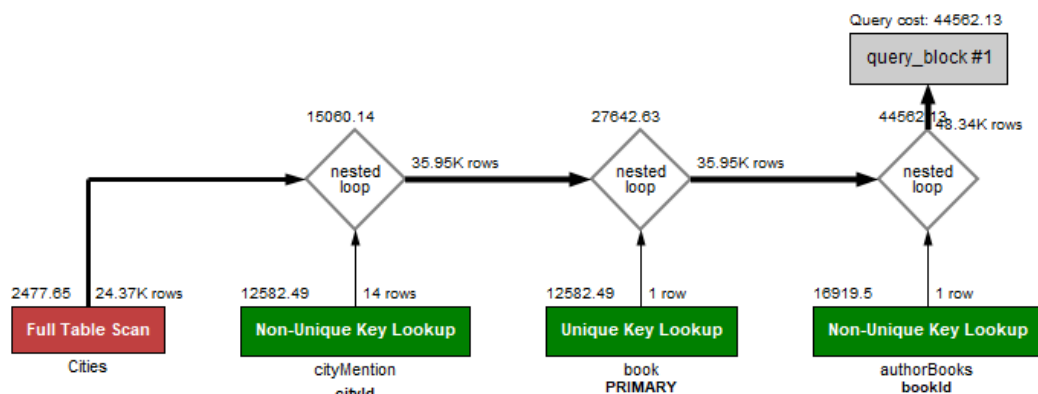 Query cost: 44562.13
query_block #1
15060.14
27642.63
44562.13
48.34K rows
nested
loop
35.95K rows
nested
loop
35.95K rows
nested
loop
2477.65
24.37K rows
12582.49
14 rows
12582.49
1 row
16919.5
1 row
Full Table Scan
Non-Unique Key Lookup
Unique Key Lookup
Non-Unique Key Lookup
Cities
cityMention
book
authorBooks
cityId
PRIMARY
bookId